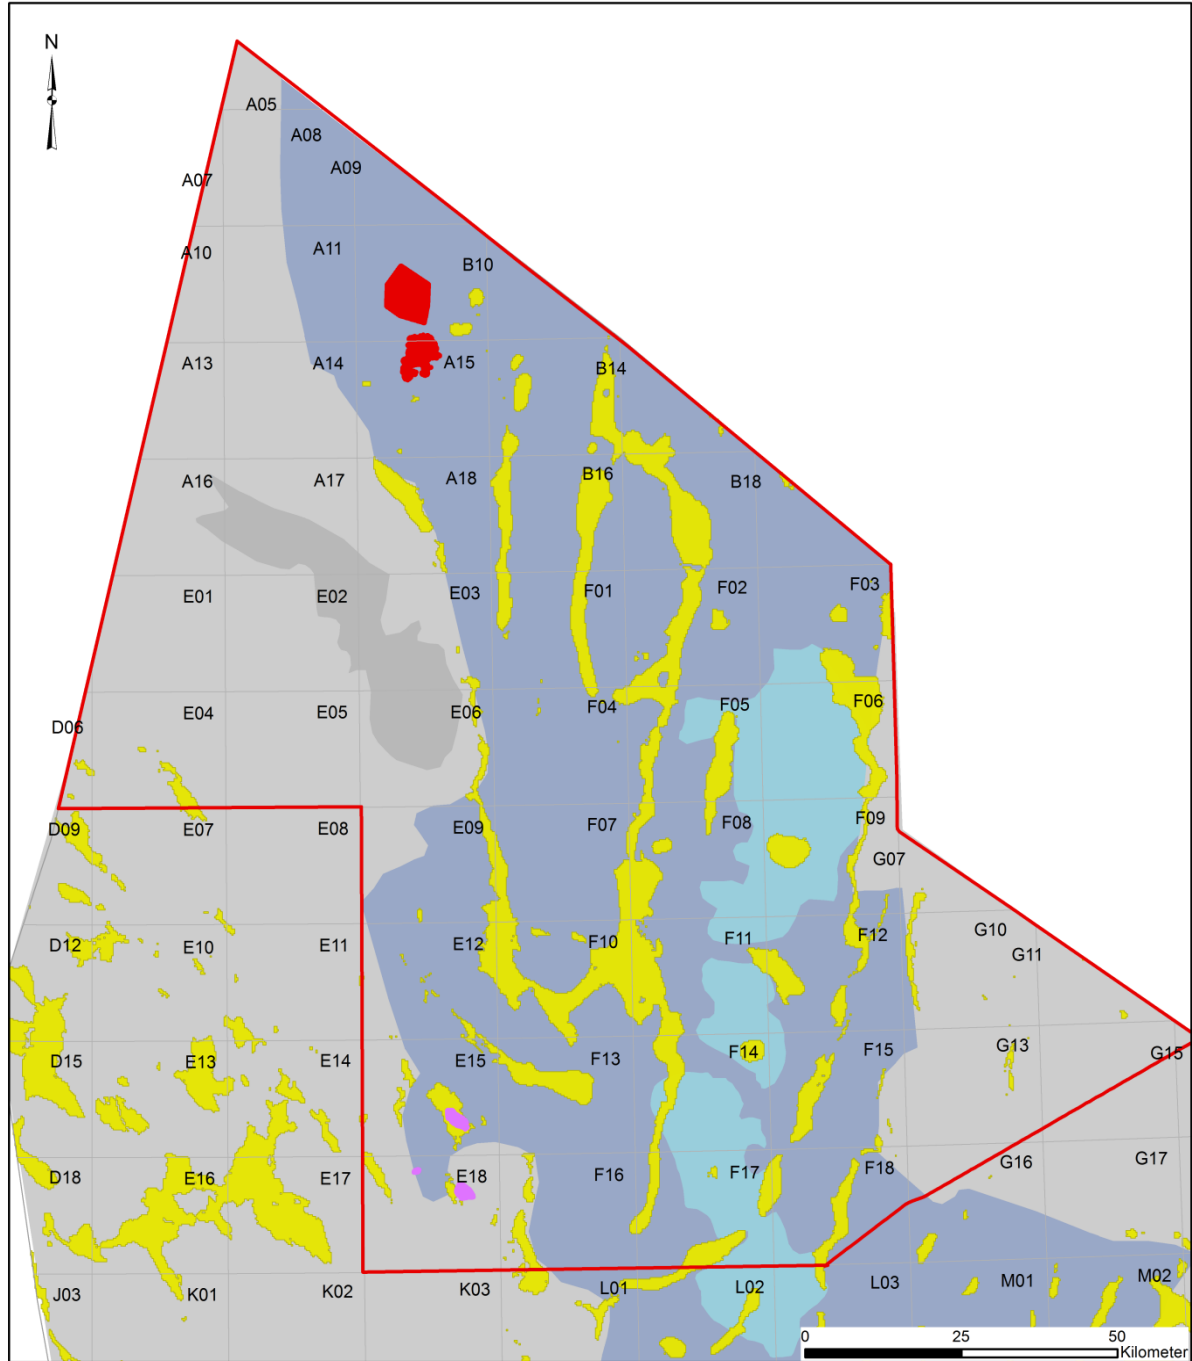 N
A05
A08
A09
A07
A10 A11
B10
A13 A14 A15
B14
A16 A17 A18 B16 B18
E01 E02 E03 F01 F02 F03
D06 E04 E05 E06 F04 F05 F06
D09 E07 E08 E09 F07 F08 F09
G07
D12 E10 E11 E12 F10 F11 F12 G10
G11
D15 E13 E14 E15 F13 F14 F15 G13 G15
D18 E16 E17 E18 F16 F17 F18 G16 G17
J03 K01 K02 K03 L01 L02 L03 M01 M02
0 25 50
Kilometer